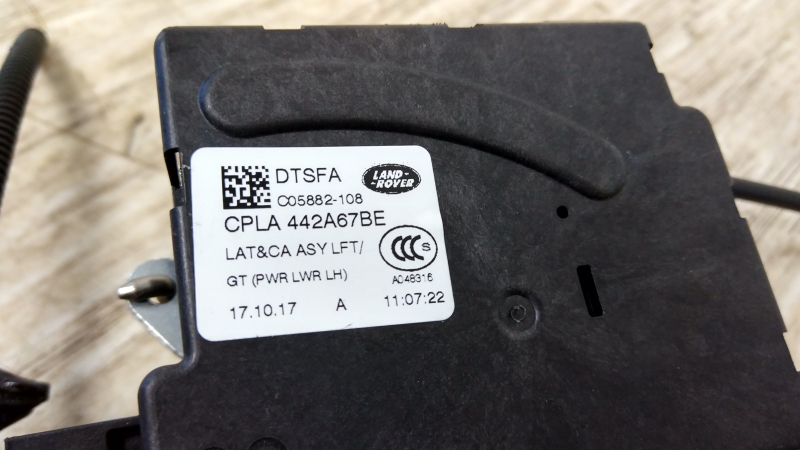 DTSFA
LAND-
-ROVER
C05882-108
CPLA 442A67BE
LAT&CA ASY LFT/
GT (PWR LWR LH)
CCC S
A048316
17.10.17 A 11:07:22